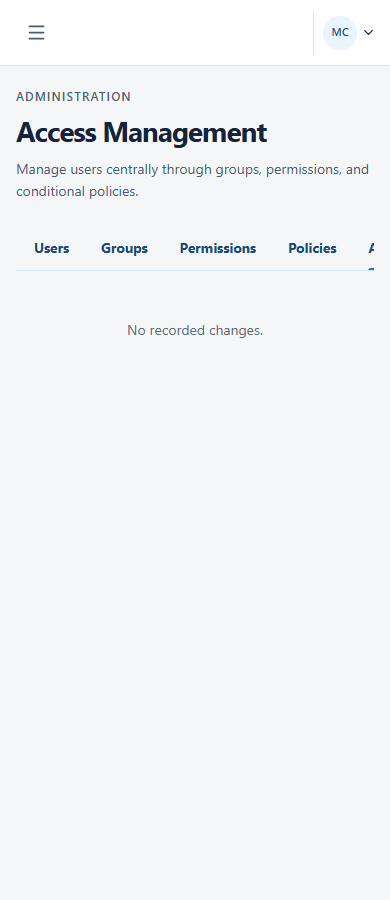 MC
ADMINISTRATION
Access Management
Manage users centrally through groups, permissions, and
conditional policies.
Users Groups Permissions Policies
No recorded changes.